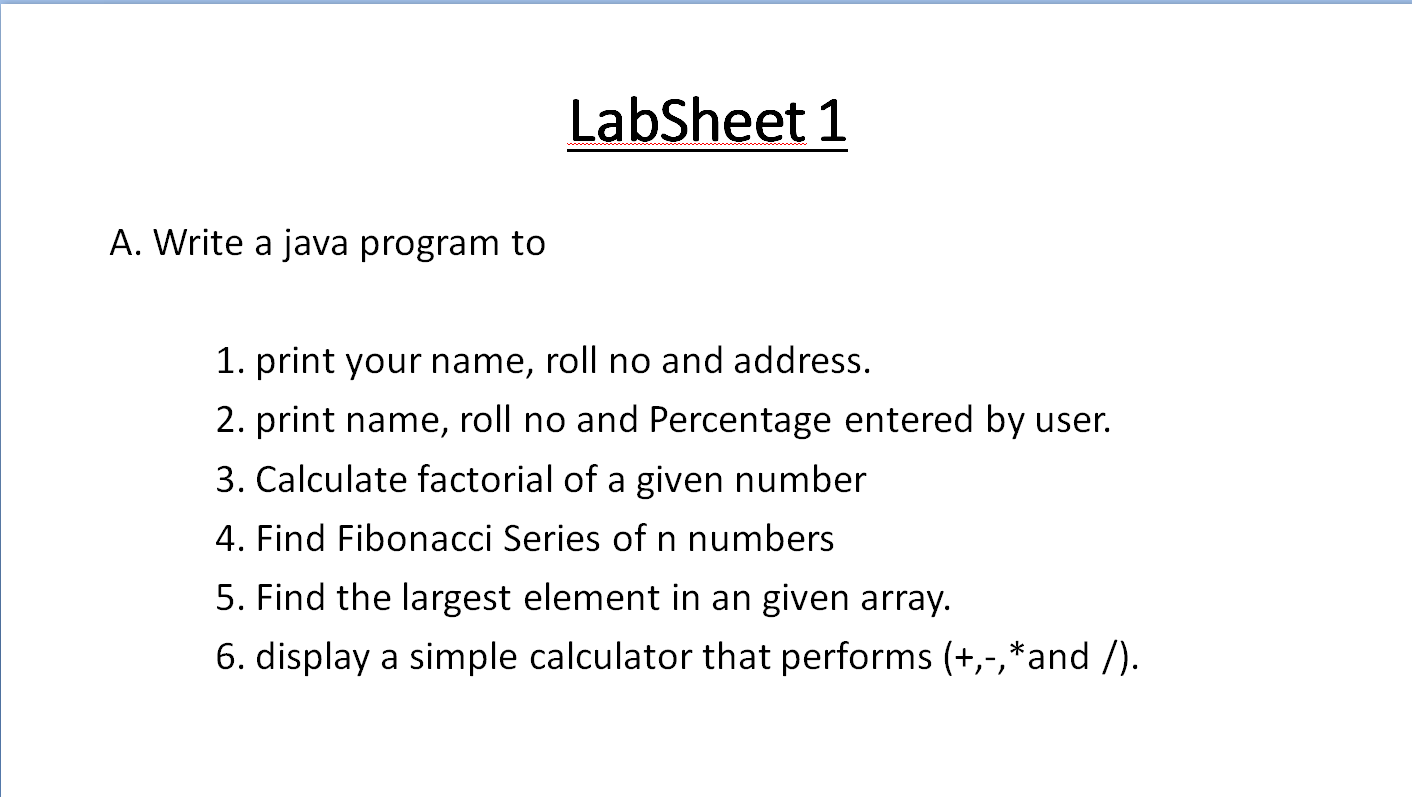 LabSheet 1
A. Write a java program to
1. print your name, roll no and address.
2. print name, roll no and Percentage entered by user.
3. Calculate factorial of a given number
4. Find Fibonacci Series of n numbers
5. Find the largest element in an given array.
6. display a simple calculator that performs (+,-,*and /).